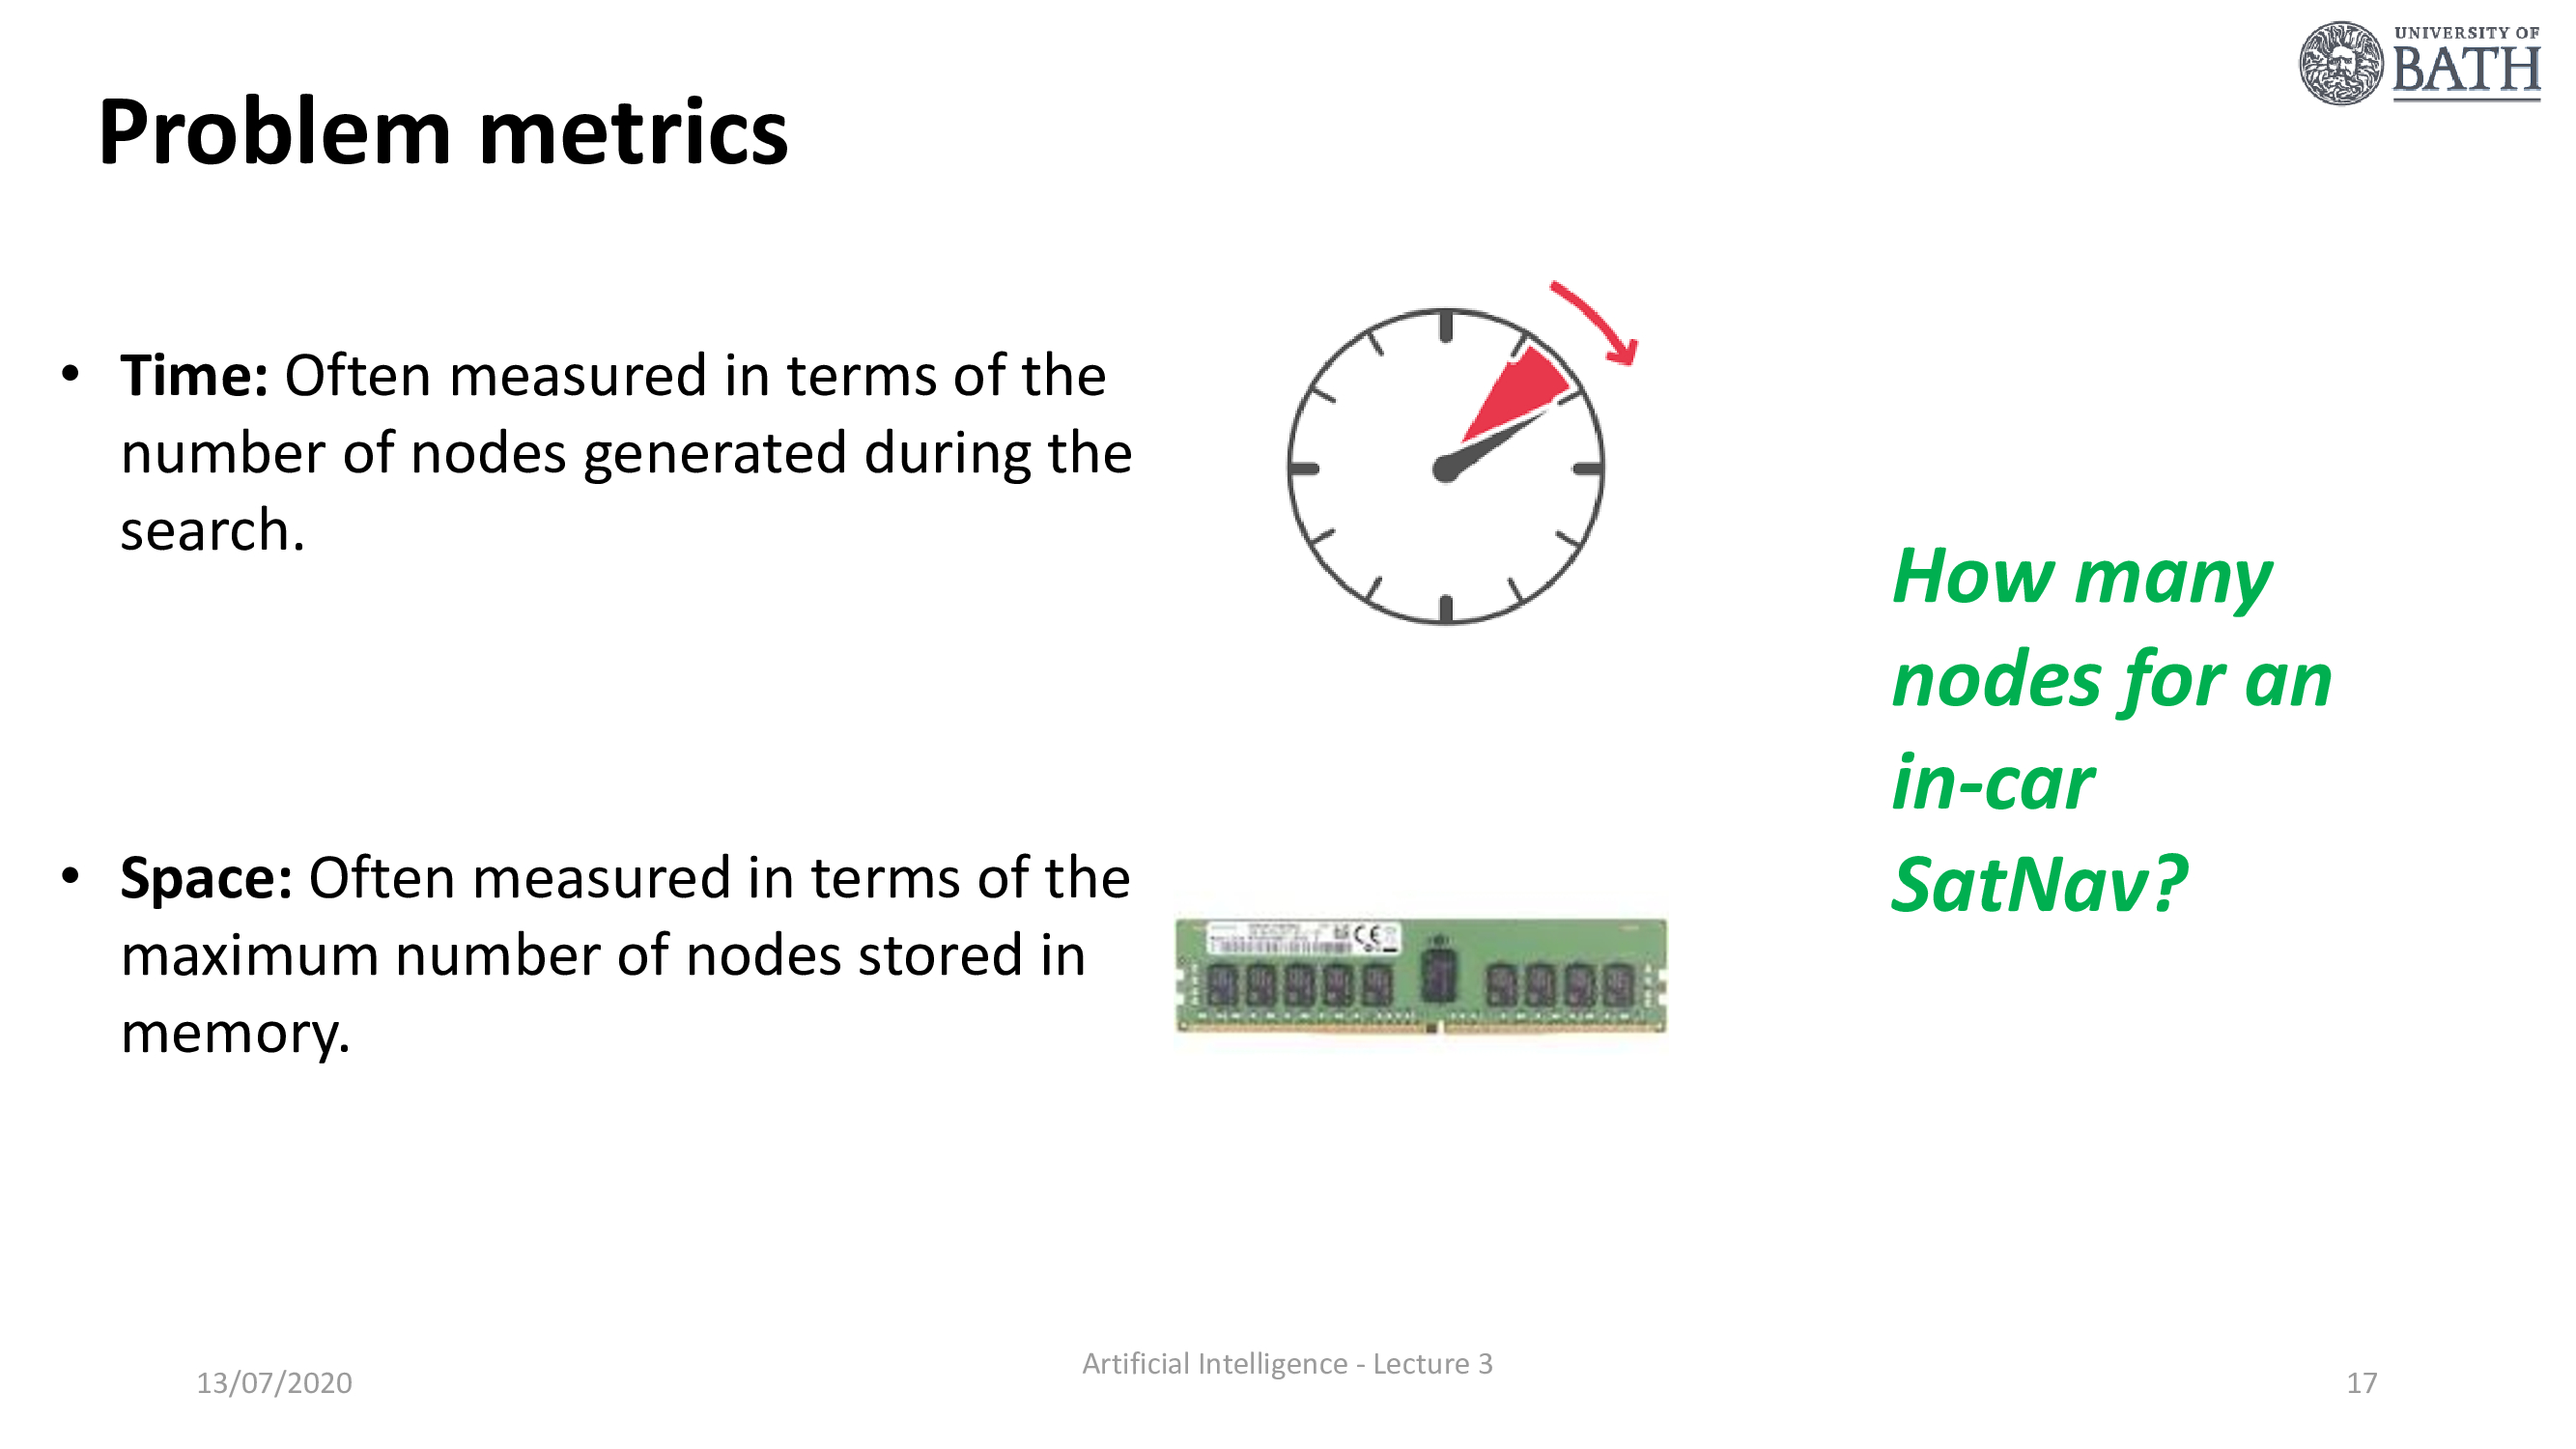 UNIVERSITY OF
BATH
Problem metrics
• Time: Often measured in terms of the
number of nodes generated during the
search.
How many
nodes for an
in-car
SatNav?
• Space: Often measured in terms of the
maximum number of nodes stored in
memory.
CE
13/07/2020
Artificial Intelligence - Lecture 3
17